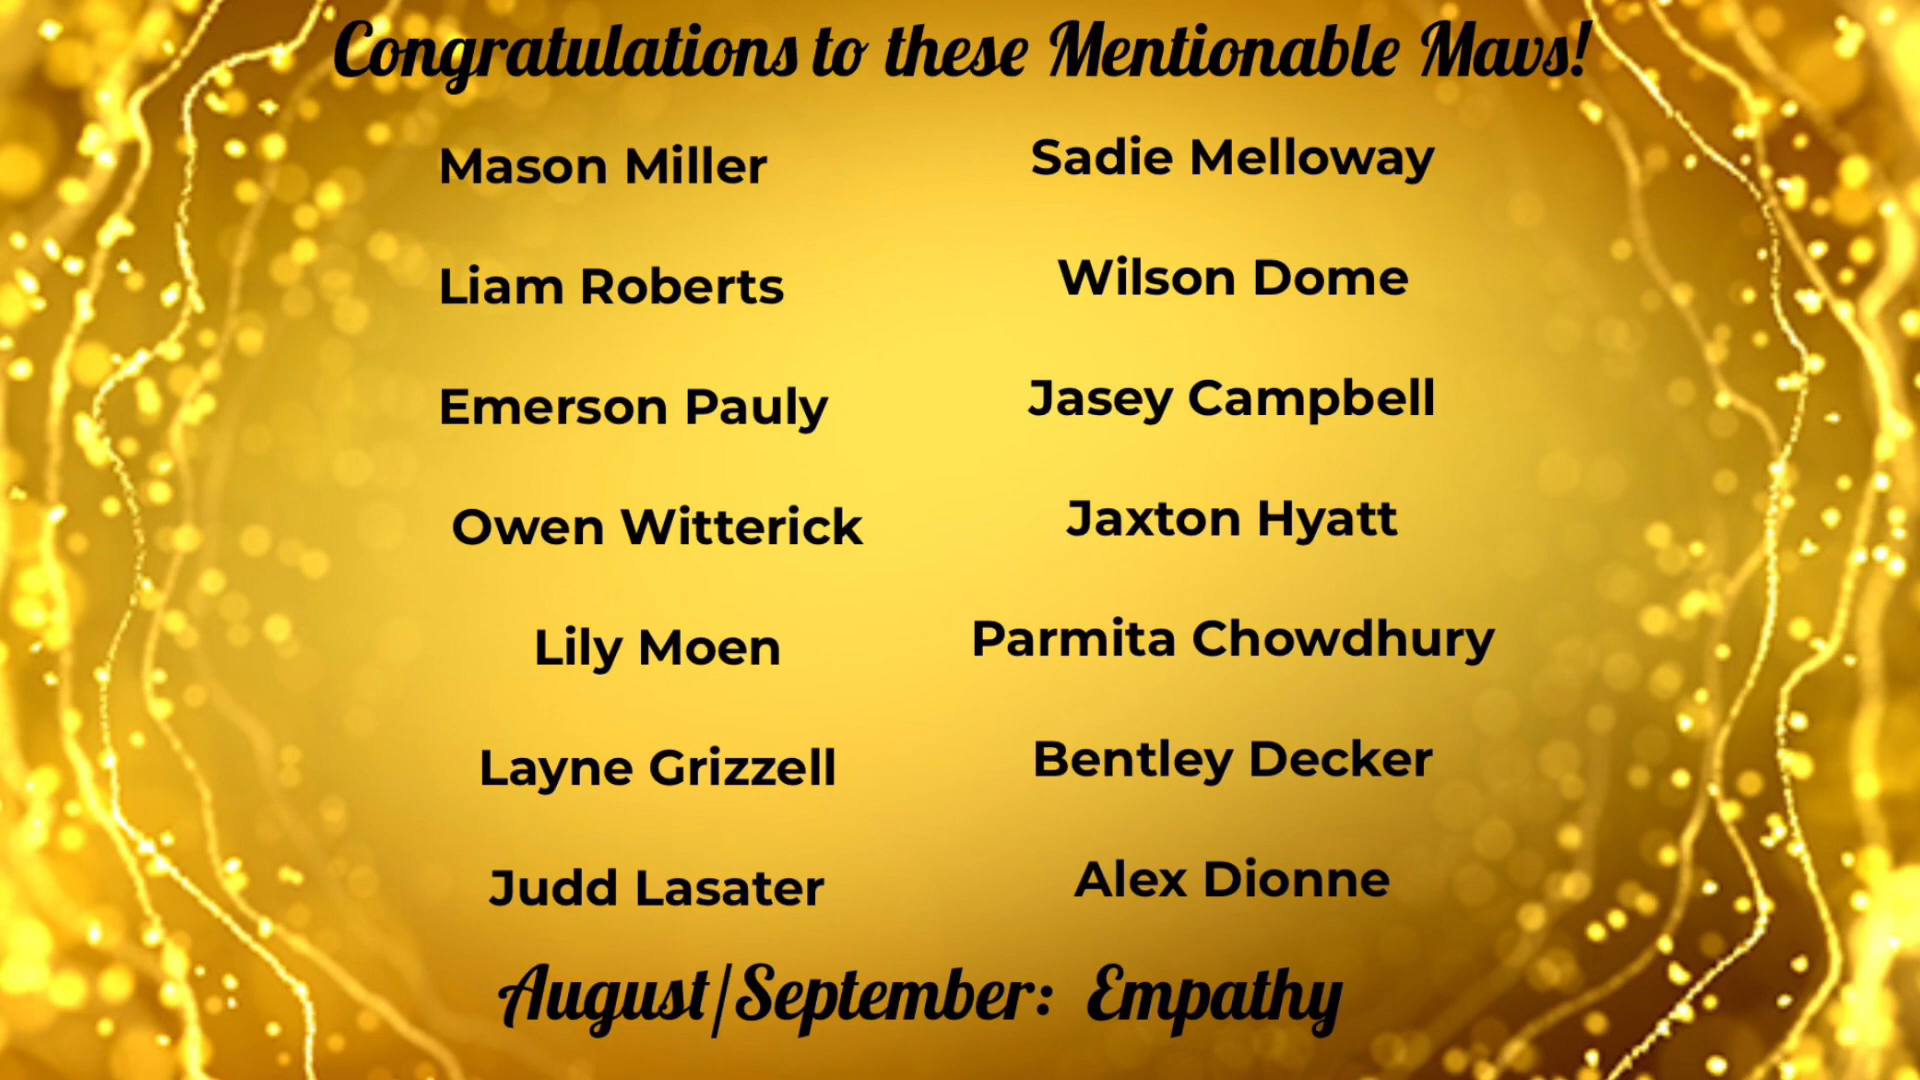 Congratulations to these Mentionable Mavs!
Mason Miller
Liam Roberts
Emerson Pauly
Owen Witterick
Lily Moen
Layne Grizzell
Judd Lasater
Sadie Melloway
Wilson Dome
Jasey Campbell
Jaxton Hyatt
Parmita Chowdhury
Bentley Decker
Alex Dionne
August/September: Empathy